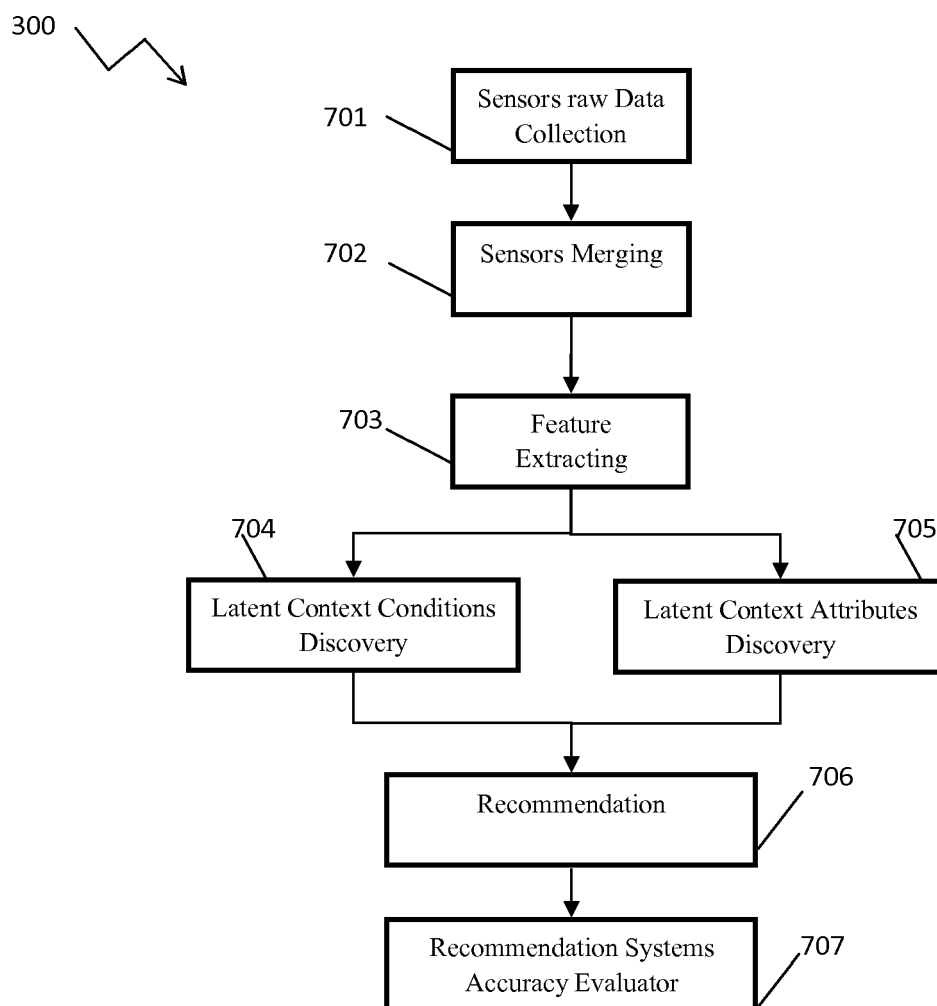 300
Sensors raw Data
Collection
701
Sensors Merging
702
Feature
Extracting
703
704
705
Latent Context Conditions
Discovery
Latent Context Attributes
Discovery
Recommendation
706
Recommendation Systems
Accuracy Evaluator
707